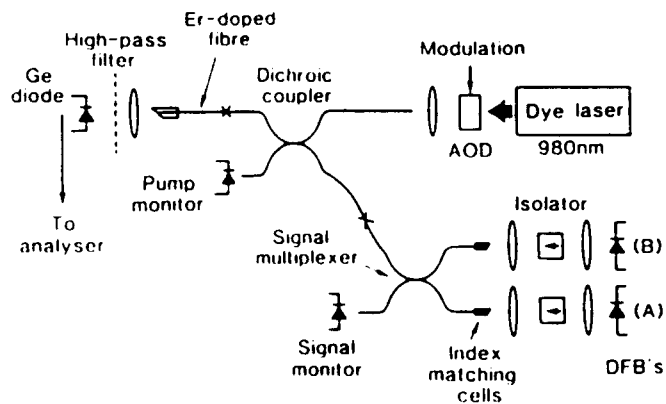 Er-doped
fibre
High-pass
filter
Ge
diode
Dichroic
coupler
Modulation
Dye laser
AOD
980nm
Pump
monitor
To
analyser
Isolator
Signal
multiplexer
(B)
(A)
Signal
monitor
Index
matching
cells
DFB's